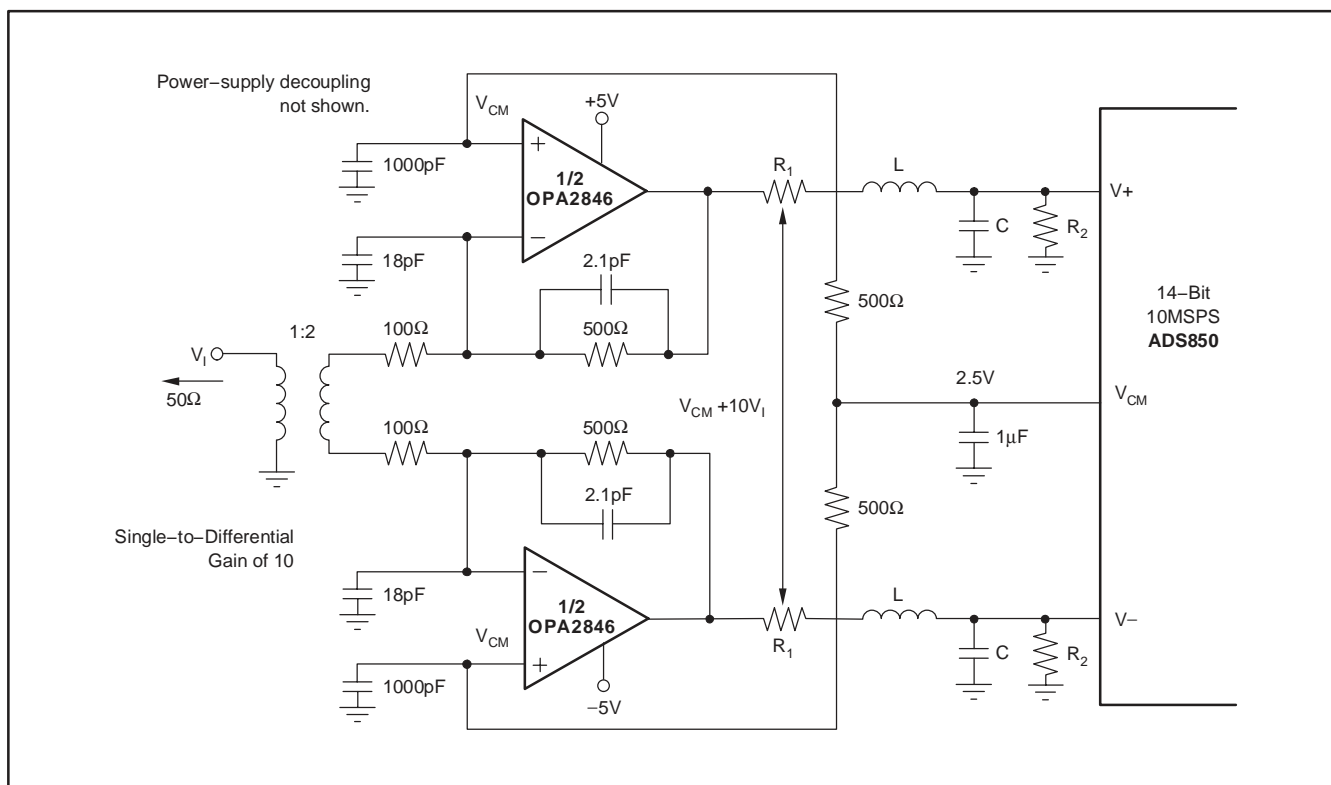 Power−supply decoupling
not shown.
V_CM
+5V
1000pF
+
1/2
OPA2846
−
R_1
L
V+
18pF
C
R_2
2.1pF
500Ω
14−Bit
10MSPS
ADS850
1:2
100Ω
500Ω
V_I
50Ω
2.5V
V_CM
V_CM +10V_I
100Ω
500Ω
1μF
2.1pF
500Ω
Single−to−Differential
Gain of 10
18pF
−
1/2
OPA2846
L
V−
V_CM
+
R_1
C
R_2
1000pF
−5V